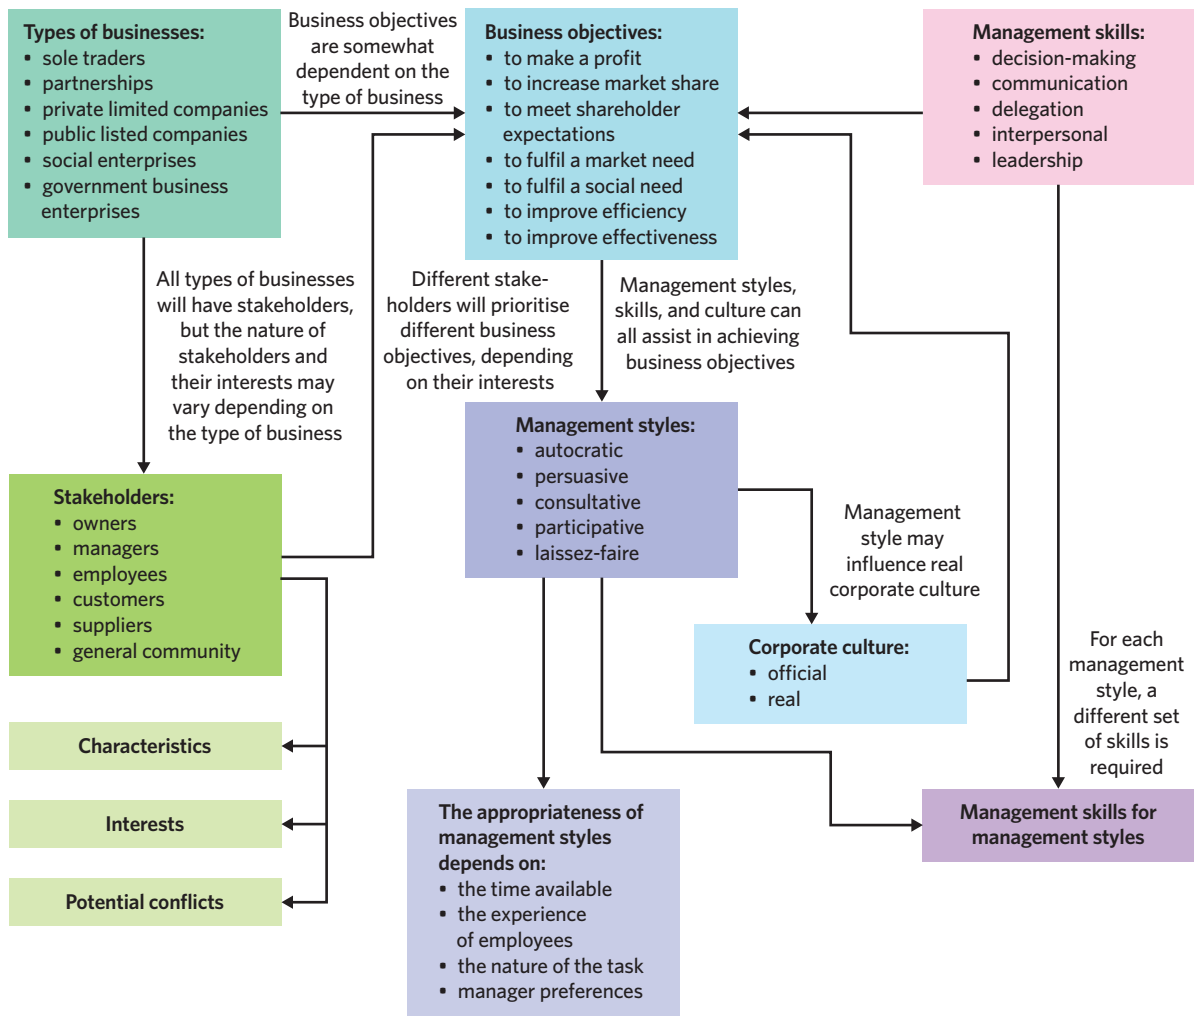 Types of businesses:
• sole traders
• partnerships
• private limited companies
• public listed companies
• social enterprises
• government business
enterprises
Business objectives
are somewhat
dependent on the
type of business
Business objectives:
• to make a profit
• to increase market share
• to meet shareholder
expectations
• to fulfil a market need
• to fulfil a social need
• to improve efficiency
• to improve effectiveness
Management skills:
• decision-making
• communication
• delegation
• interpersonal
• leadership
All types of businesses
will have stakeholders,
but the nature of
stakeholders and
their interests may
vary depending on
the type of business
Different stake-
holders will prioritise
different business
objectives, depending
on their interests
Management styles,
skills, and culture can
all assist in achieving
business objectives
Management styles:
• autocratic
• persuasive
• consultative
• participative
• laissez-faire
Stakeholders:
• owners
• managers
• employees
• customers
• suppliers
• general community
Management
style may
influence real
corporate culture
Corporate culture:
• official
• real
For each
management
style, a
different set
of skills is
required
Characteristics
Interests
Potential conflicts
The appropriateness of
management styles
depends on:
• the time available
• the experience
of employees
• the nature of the task
• manager preferences
Management skills for
management styles